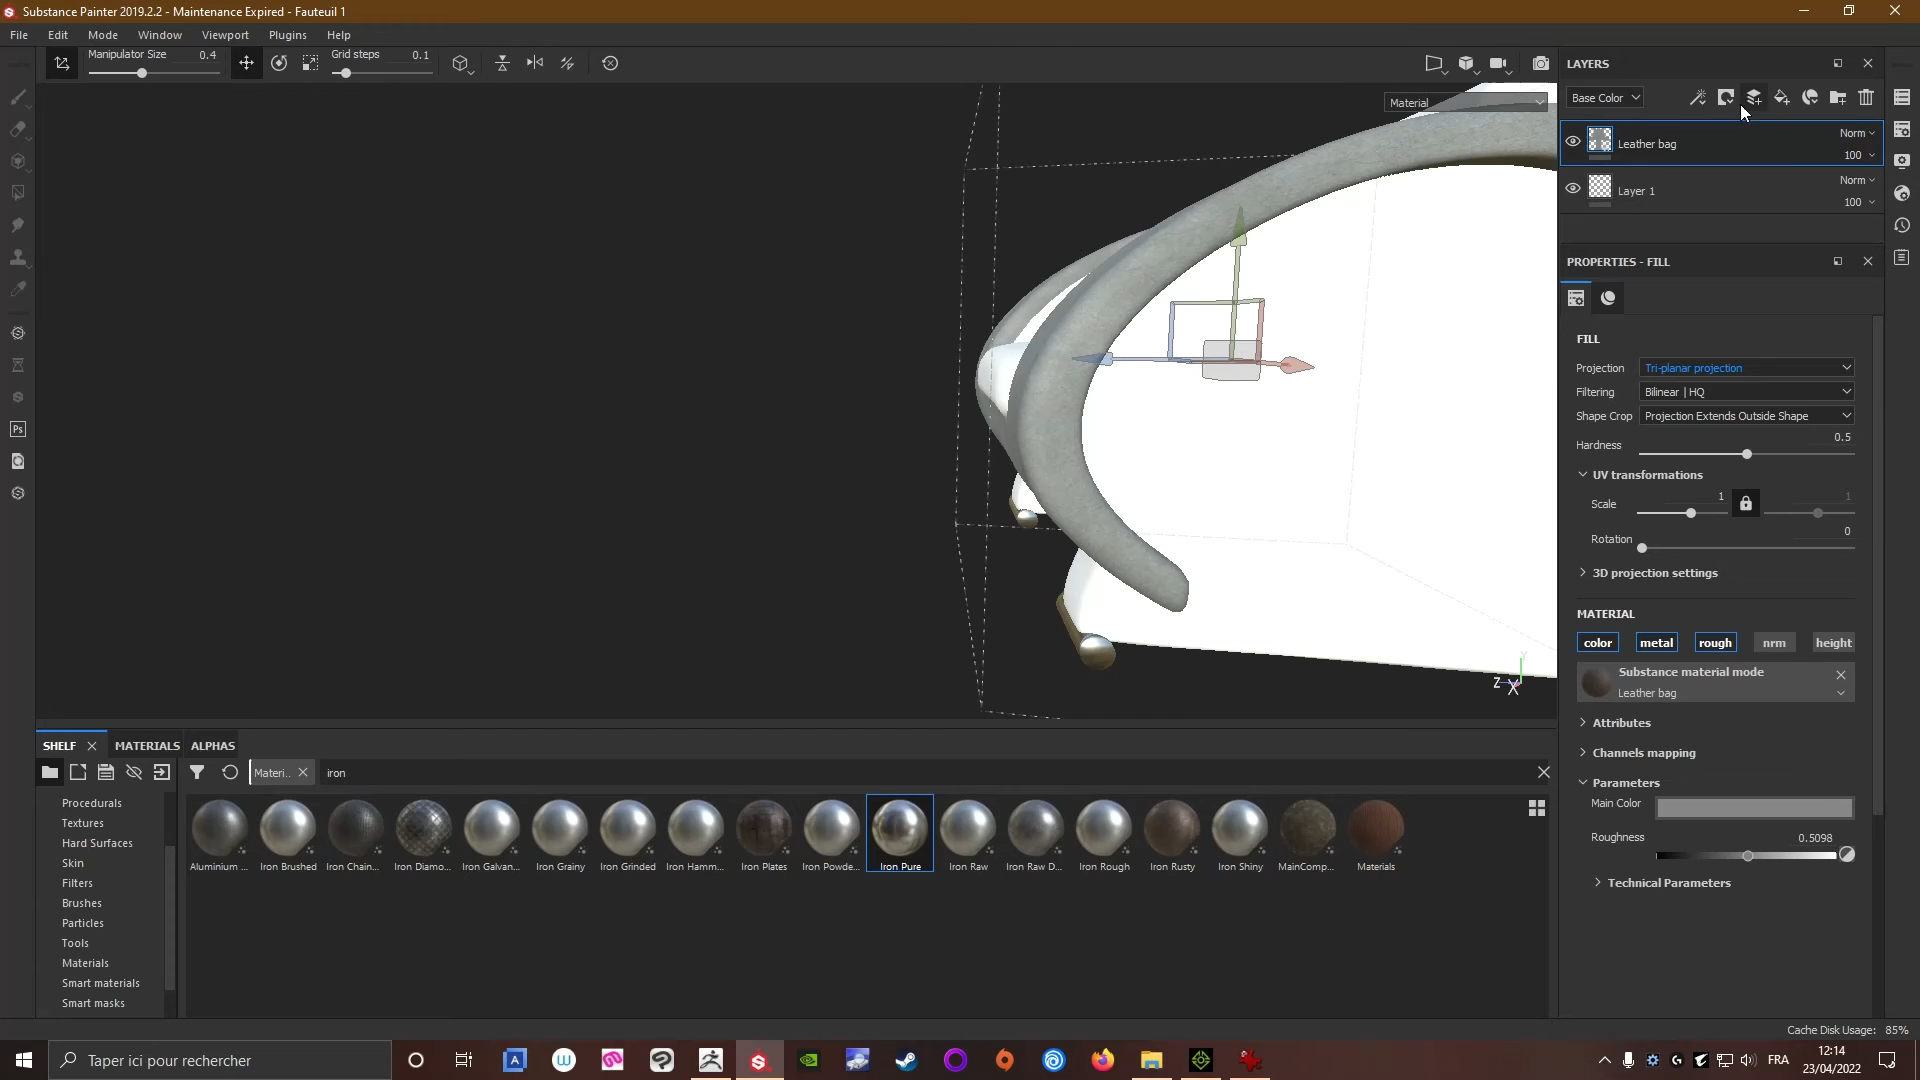 Substance Painter 2019.2.2 - Maintenance Expired - Fauteuil 1
File Edit Mode Window Viewport Plugins Help
Manipulator Size 0.4 Grid steps 0.1
Material
Z X Y
LAYERS
Base Color
Leather bag Norm 100
Layer 1 Norm 100
PROPERTIES - FILL
FILL
Projection Tri-planar projection
Filtering Bilinear | HQ
Shape Crop Projection Extends Outside Shape
Hardness 0.5
UV transformations
Scale 1 1
Rotation 0
3D projection settings
MATERIAL
color metal rough nrm height
Substance material mode
Leather bag
Attributes
Channels mapping
Parameters
Main Color
Roughness 0.5098
Technical Parameters
Ps
SHELF MATERIALS ALPHAS
Materi.. iron
Procedurals
Textures
Hard Surfaces
Skin
Filters
Brushes
Particles
Tools
Materials
Smart materials
Smart masks
Aluminium ... Iron Brushed Iron Chain... Iron Diamo... Iron Galvan... Iron Grainy Iron Grinded Iron Hamm... Iron Plates Iron Powde... Iron Pure Iron Raw Iron Raw D... Iron Rough Iron Rusty Iron Shiny MainComp... Materials
Cache Disk Usage: 85%
Taper ici pour rechercher
FRA
12:14
23/04/2022